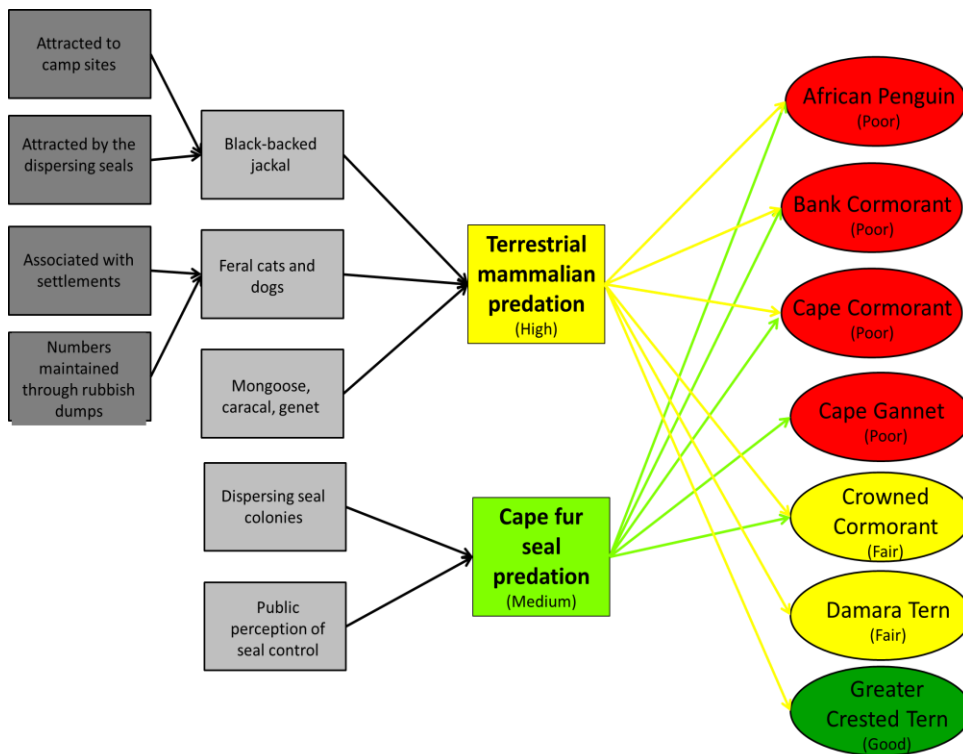 Attracted to
camp sites
Attracted by the
dispersing seals
Associated with
settlements
Numbers
maintained
through rubbish
dumps
Black-backed
jackal
Feral cats and
dogs
Mongoose,
caracal, genet
Dispersing seal
colonies
Public
perception of
seal control
Terrestrial
mammalian
predation
(High)
Cape fur
seal
predation
(Medium)
African Penguin
(Poor)
Bank Cormorant
(Poor)
Cape Cormorant
(Poor)
Cape Gannet
(Poor)
Crowned
Cormorant
(Fair)
Damara Tern
(Fair)
Greater
Crested Tern
(Good)